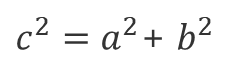 c² = a² + b²